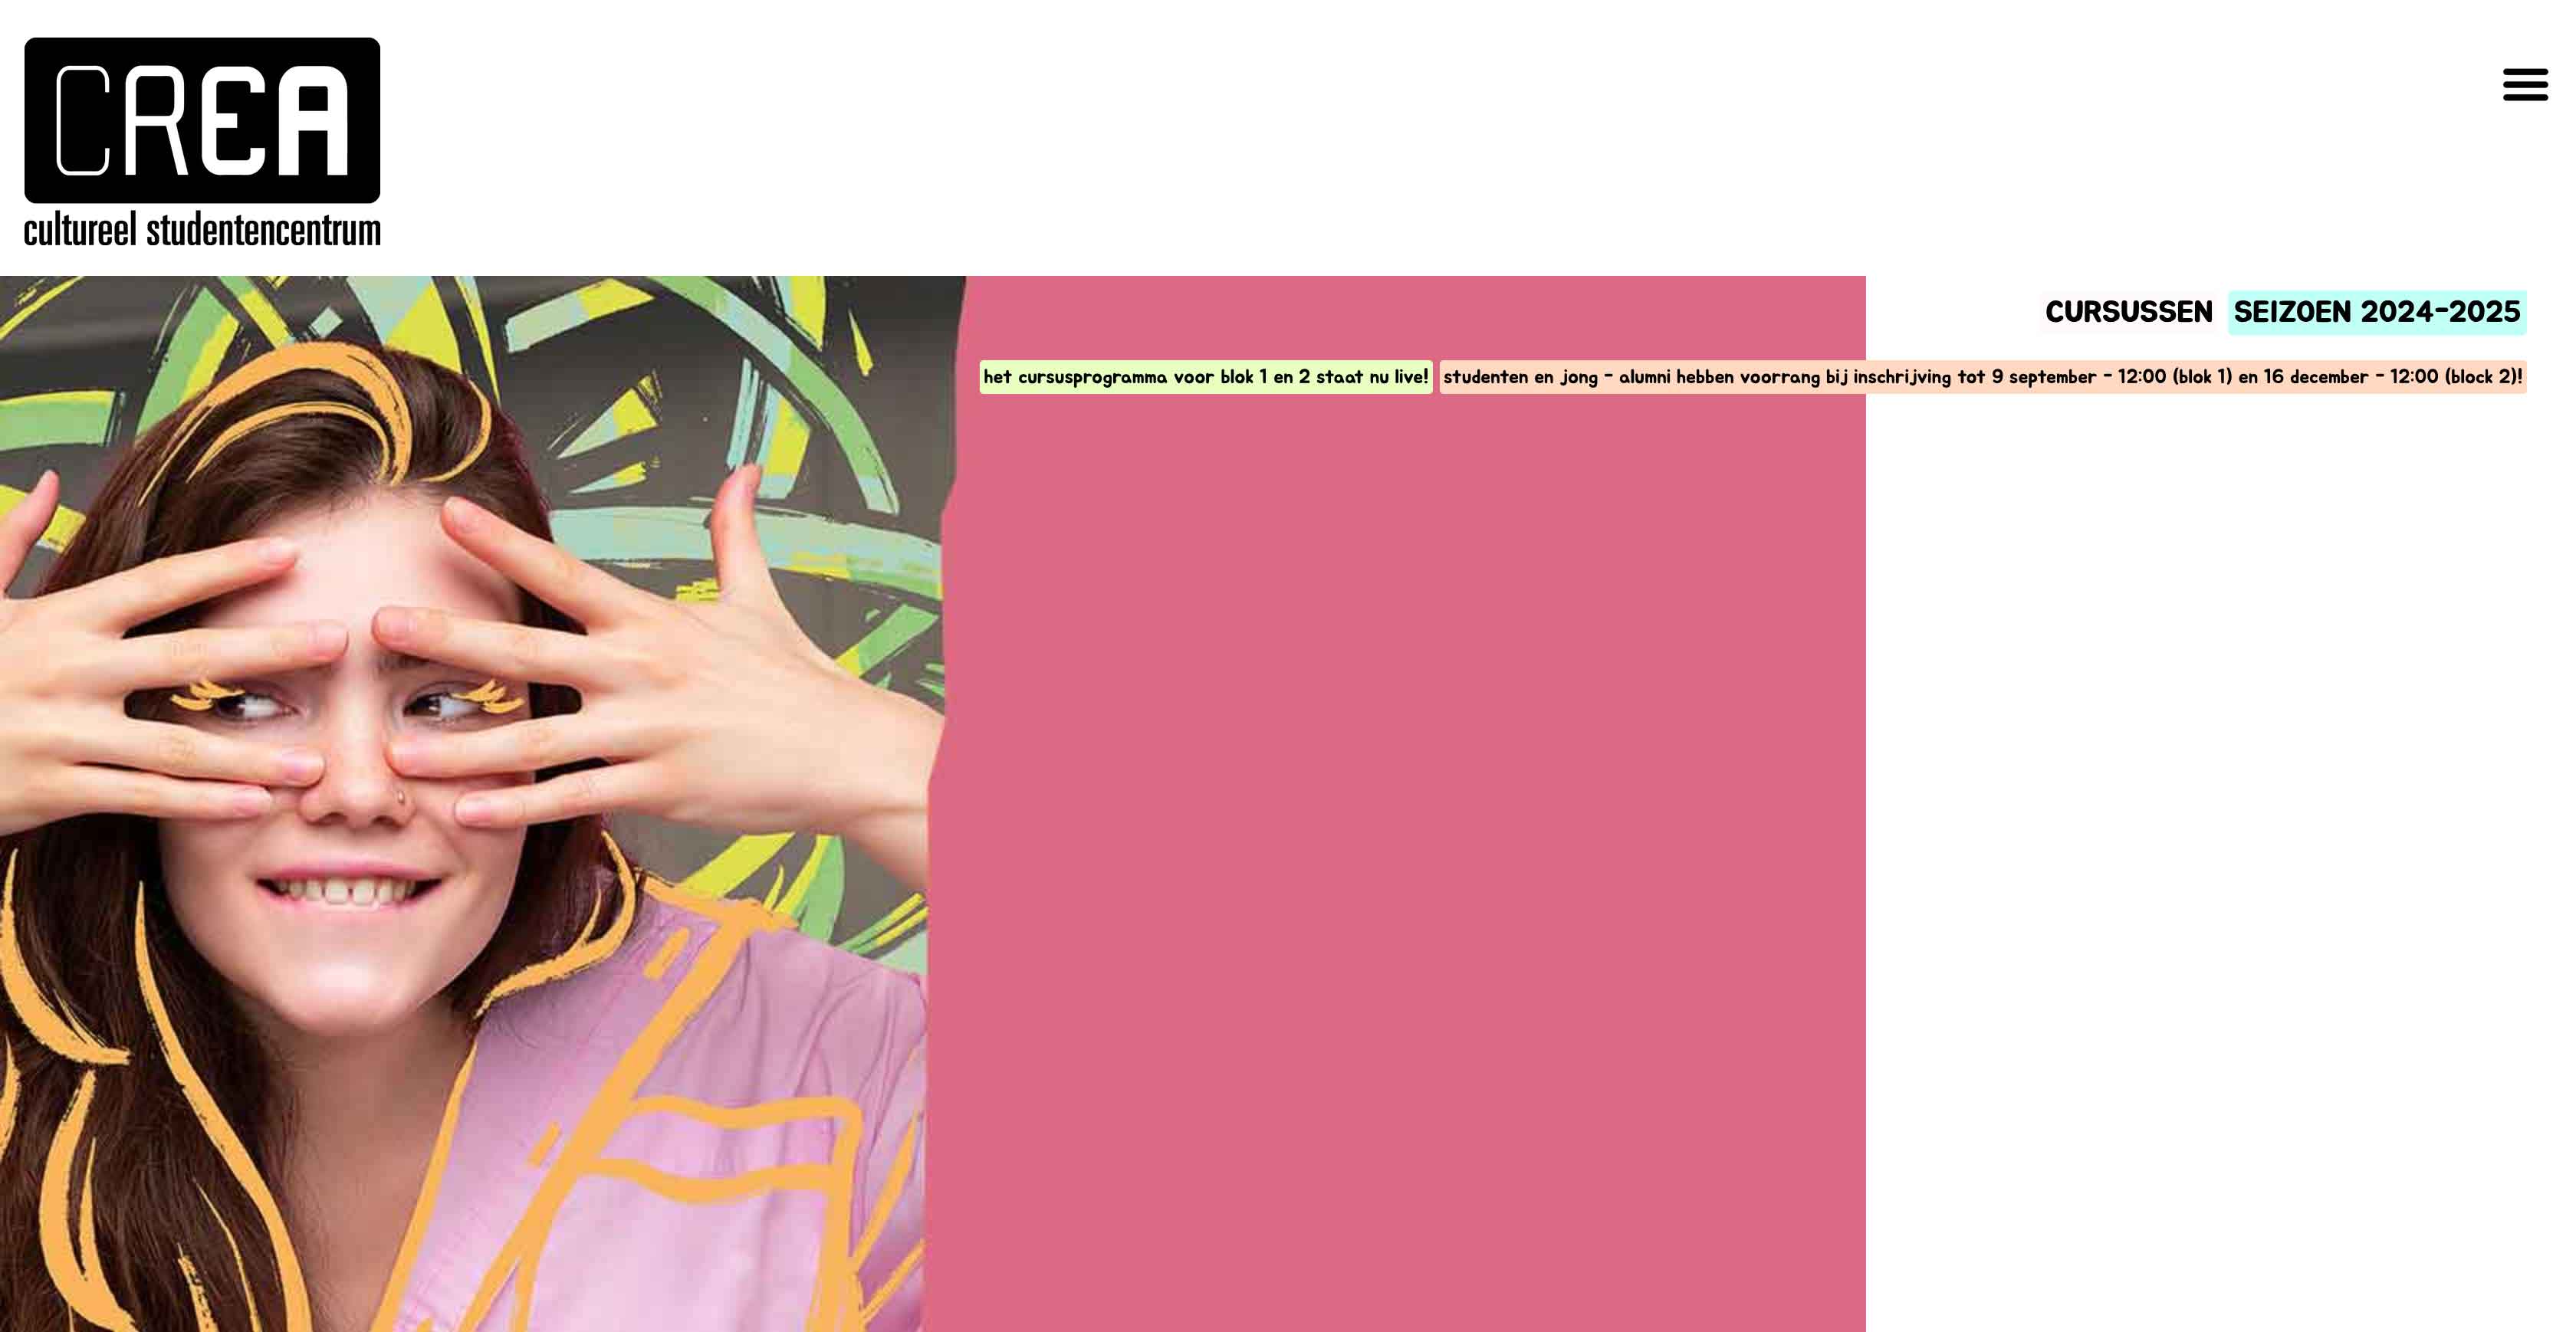 CREA
cultureel studentencentrum
CURSUSSEN SEIZOEN 2024-2025
het cursusprogramma voor blok 1 en 2 staat nu live! studenten en jong - alumni hebben voorrang bij inschrijving tot 9 september - 12:00 (blok 1) en 16 december - 12:00 (block 2)!